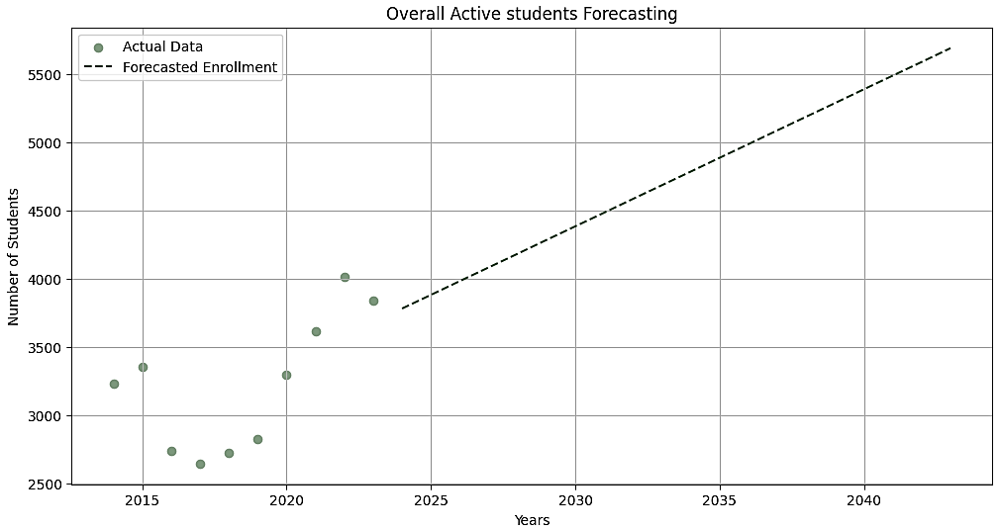 Overall Active students Forecasting
Actual Data
Forecasted Enrollment
Number of Students
5500
5000
4500
4000
3500
3000
2500
2015 2020 2025 2030 2035 2040
Years